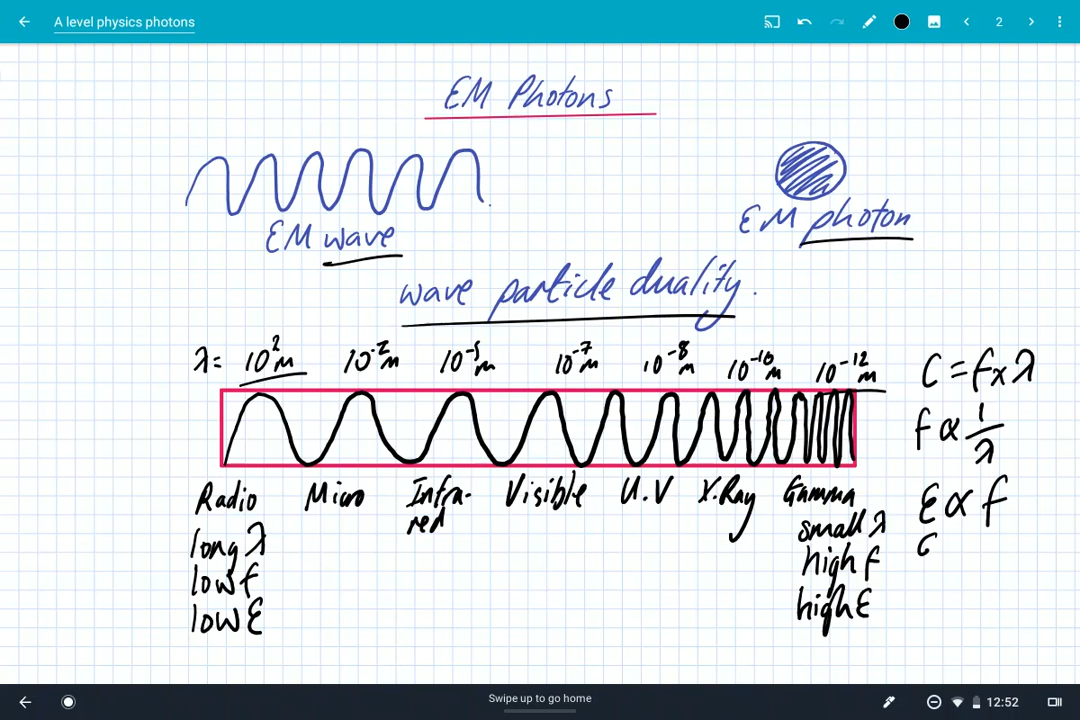 A level physics photons
2
EM Photons
EM wave
EM photon
wave particle duality.
λ= 10² m 10⁻² m 10⁻⁵ m 10⁻⁷ m 10⁻⁸ m 10⁻¹⁰ m 10⁻¹² m
C = f x λ
f ∝ 1/λ
E ∝ f
Radio Micro Infra-red Visible U.V X.Ray Gamma
long λ
low f
low E
small λ
high f
high E
Swipe up to go home
12:52